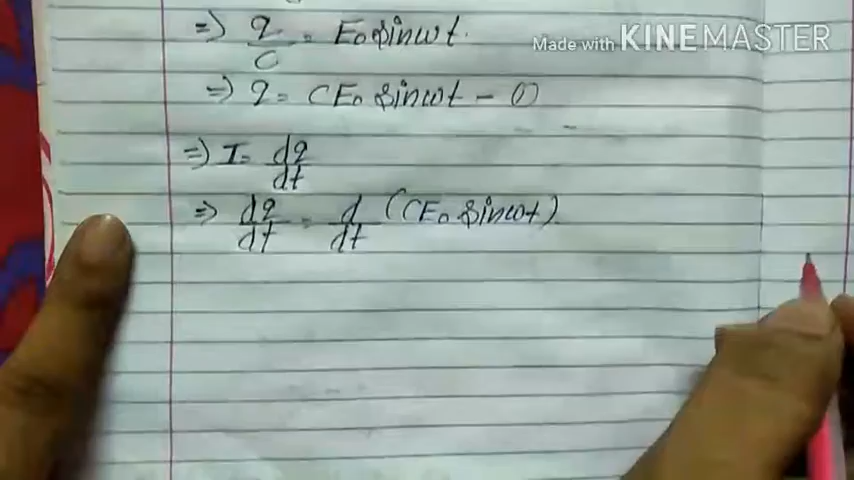 => q/C = E₀ sinωt.
Made with KINEMASTER
=> q = CE₀ sinωt - ①
=> I = dq/dt
=> dq/dt = d/dt (CE₀ sinωt)